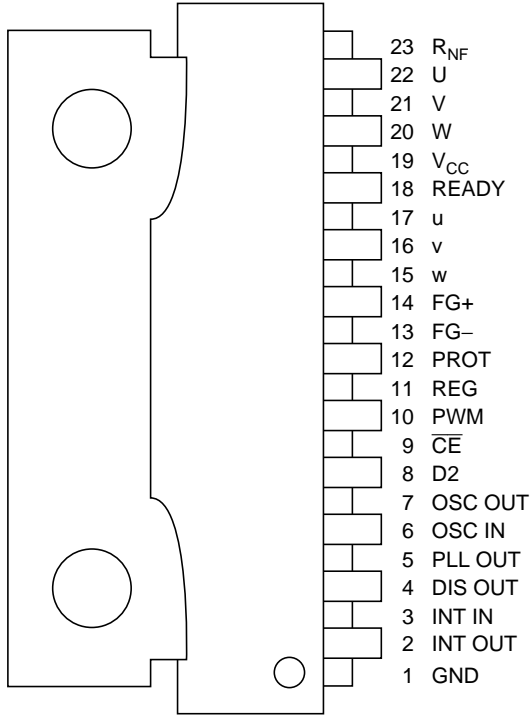 23 R_NF
22 U
21 V
20 W
19 V_CC
18 READY
17 u
16 v
15 w
14 FG+
13 FG−
12 PROT
11 REG
10 PWM
9 C̅E̅
8 D2
7 OSC OUT
6 OSC IN
5 PLL OUT
4 DIS OUT
3 INT IN
2 INT OUT
1 GND